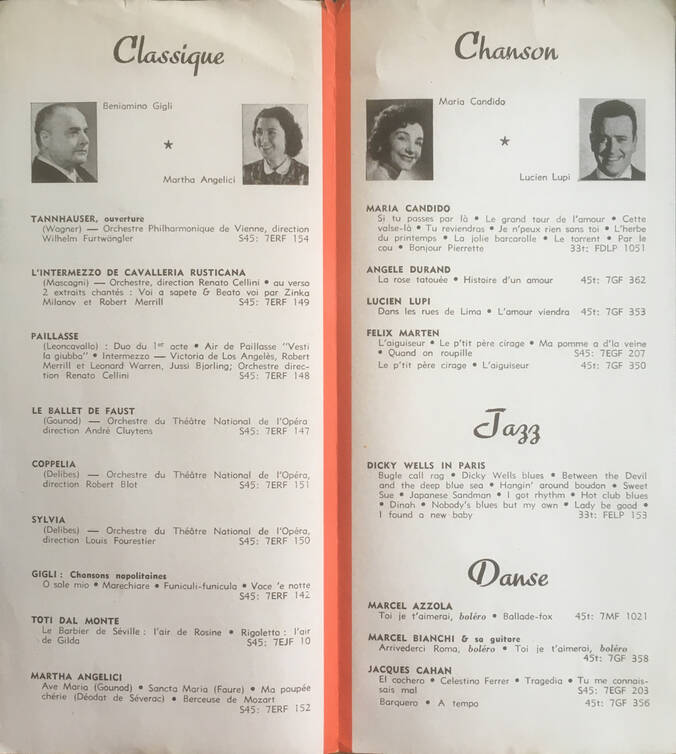 Classique
Beniamino Gigli
Martha Angelici
TANNHAUSER, ouverture
(Wagner) — Orchestre Philharmonique de Vienne, direction
Wilhelm Furtwängler S45: 7ERF 154
L'INTERMEZZO DE CAVALLERIA RUSTICANA
(Mascagni) — Orchestre, direction Renato Cellini • au verso
2 extraits chantés : Voi a sapete & Beato voi par Zinka
Milanov et Robert Merrill S45: 7ERF 149
PAILLASSE
(Leoncavallo) : Duo du 1er acte • Air de Paillasse "Vesti
la giubba" • Intermezzo — Victoria de Los Angelès, Robert
Merrill et Leonard Warren, Jussi Bjorling; Orchestre direc-
tion Renato Cellini S45: 7ERF 148
LE BALLET DE FAUST
(Gounod) — Orchestre du Théâtre National de l'Opéra
direction André Cluytens S45: 7ERF 147
COPPELIA
(Delibes) — Orchestre du Théâtre National de l'Opéra,
direction Robert Blot S45: 7ERF 151
SYLVIA
(Delibes) — Orchestre du Théâtre National de l'Opéra,
direction Louis Fourestier S45: 7ERF 150
GIGLI : Chansons napolitaines
O sole mio • Marechiare • Funiculi-funicula • Voce 'e notte
S45: 7ERF 142
TOTI DAL MONTE
Le Barbier de Séville : l'air de Rosine • Rigoletto : l'air
de Gilda S45: 7EJF 10
MARTHA ANGELICI
Ave Maria (Gounod) • Sancta Maria (Faure) • Ma poupée
chérie (Déodat de Séverac) • Berceuse de Mozart
S45: 7ERF 152
Chanson
Maria Candido
Lucien Lupi
MARIA CANDIDO
Si tu passes par là • Le grand tour de l'amour • Cette
valse-là • Tu reviendras • Je n'peux rien sans toi • L'herbe
du printemps • La jolie barcarolle • Le torrent • Par le
cou • Bonjour Pierrette 33t: FDLP 1051
ANGELE DURAND
La rose tatouée • Histoire d'un amour 45t: 7GF 362
LUCIEN LUPI
Dans les rues de Lima • L'amour viendra 45t: 7GF 353
FELIX MARTEN
L'aiguiseur • Le p'tit père cirage • Ma pomme a d'la veine
• Quand on roupille S45: 7EGF 207
Le p'tit père cirage • L'aiguiseur 45t: 7GF 350
Jazz
DICKY WELLS IN PARIS
Bugle call rag • Dicky Wells blues • Between the Devil
and the deep blue sea • Hangin' around boudon • Sweet
Sue • Japanese Sandman • I got rhythm • Hot club blues
• Dinah • Nobody's blues but my own • Lady be good •
I found a new baby 33t: FELP 153
Danse
MARCEL AZZOLA
Toi je t'aimerai, boléro • Ballade-fox 45t: 7MF 1021
MARCEL BIANCHI & sa guitare
Arrivederci Roma, boléro • Toi je t'aimerai, boléro
45t: 7GF 358
JACQUES CAHAN
El cochero • Celestino Ferrer • Tragedia • Tu me connais-
sais mal S45: 7EGF 203
Barquero • A tempo 45t: 7GF 356